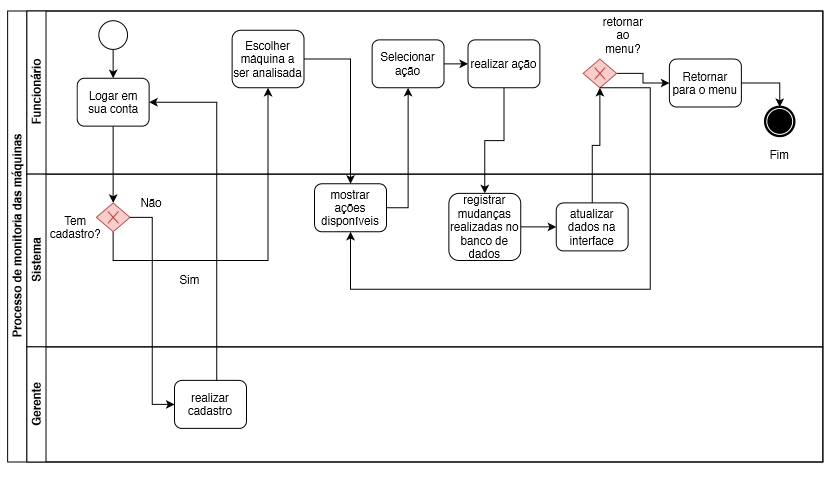 Processo de monitoria das máquinas
Funcionário
Logar em
sua conta
Escolher
máquina a
ser analisada
Selecionar
ação
realizar ação
retornar
ao
menu?
Retornar
para o menu
Fim
Sistema
Tem
cadastro?
Não
Sim
mostrar
ações
disponíveis
registrar
mudanças
realizadas no
banco de
dados
atualizar
dados na
interface
Gerente
realizar
cadastro